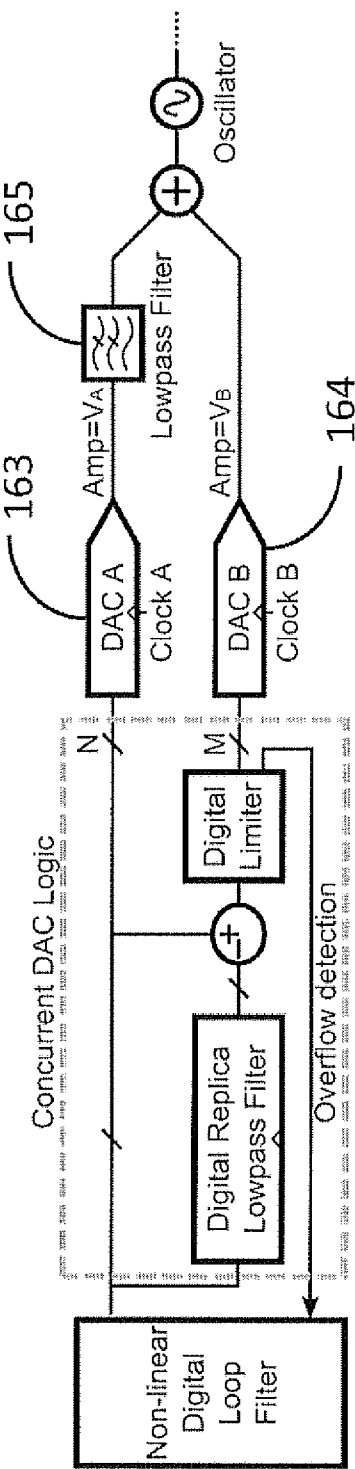 Non-linear
Digital
Loop
Filter
Concurrent DAC Logic
Digital Replica
Lowpass Filter
+
−
Digital
Limiter
Overflow detection
N
M
DAC A
Clock A
163
DAC B
Clock B
164
Amp=VA
Amp=VB
Lowpass Filter
165
+
Oscillator